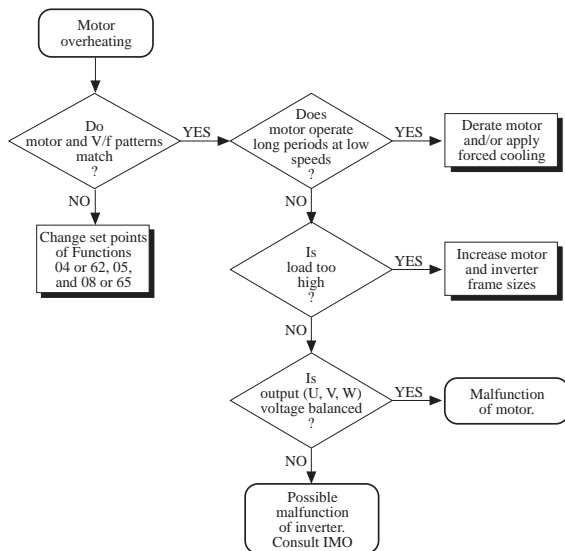 Motor
overheating
Do
motor and V/f patterns
match
?
YES
NO
Change set points
of Functions
04 or 62, 05,
and 08 or 65
Does
motor operate
long periods at low
speeds
?
YES
NO
Derate motor
and/or apply
forced cooling
Is
load too
high
?
YES
NO
Increase motor
and inverter
frame sizes
Is
output (U, V, W)
voltage balanced
?
YES
NO
Malfunction
of motor.
Possible
malfunction
of inverter.
Consult IMO